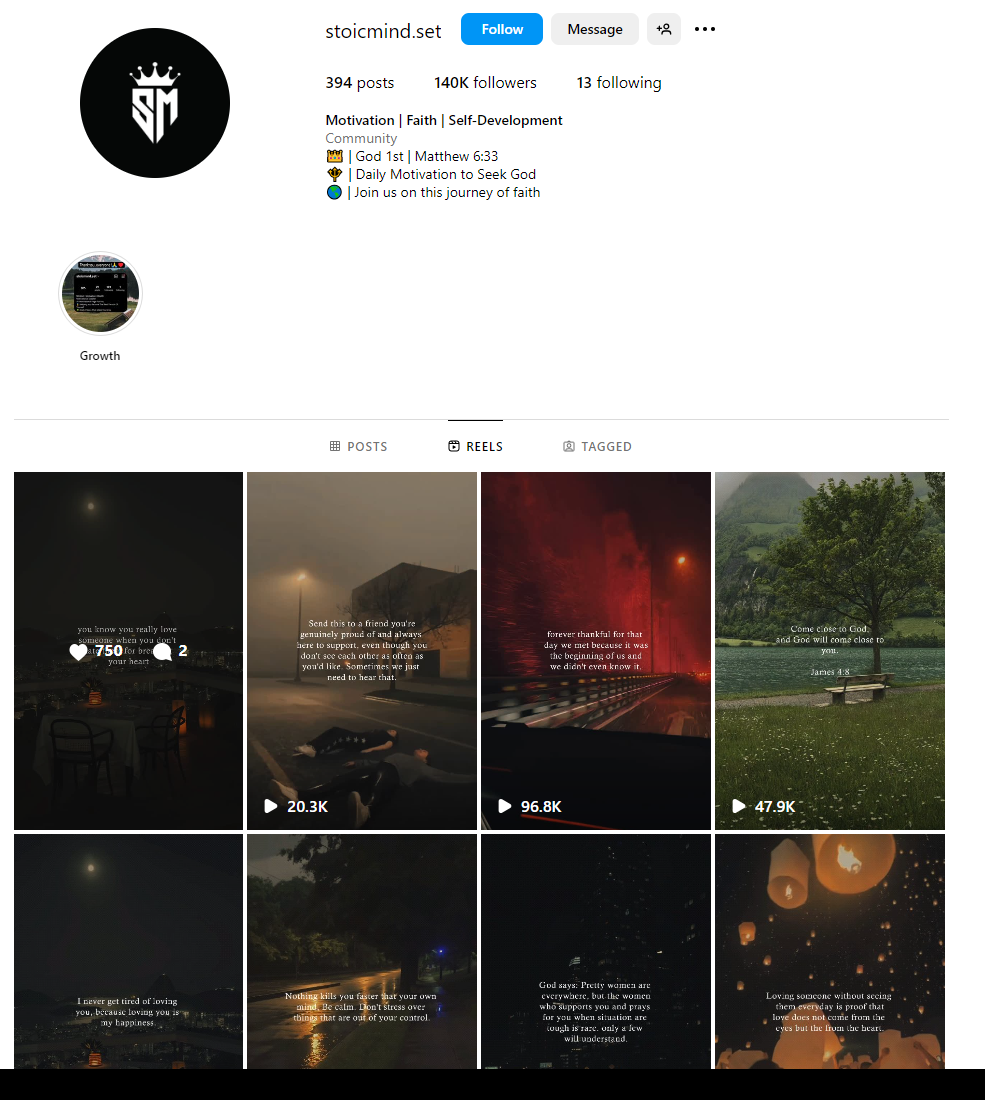 stoicmind.set
Follow
Message
394 posts
140K followers
13 following
Motivation | Faith | Self-Development
Community
| God 1st | Matthew 6:33
| Daily Motivation to Seek God
| Join us on this journey of faith
SM
Growth
POSTS
REELS
TAGGED
you know you really love
someone when you don't
for
your heart
750
2
Send this to a friend you're
genuinely proud of and always
here to support, even though you
don't see each other as often as
you'd like. Sometimes we just
need to hear that.
20.3K
forever thankful for that
day we met because it was
the beginning of us and
we didn't even know it.
96.8K
Come close to God,
and God will come close to
you.
James 4:8
47.9K
I never get tired of loving
you, because loving you is
my happiness.
Nothing kills you faster that your own
mind. Be calm. Don't stress over
things that are out of your control.
God says: Pretty women are
everywhere, but the women
who supports you and prays
for you when situation are
tough is rare. only a few
will understand.
Loving someone without seeing
them everyday is proof that
love does not come from the
eyes but the from the heart.